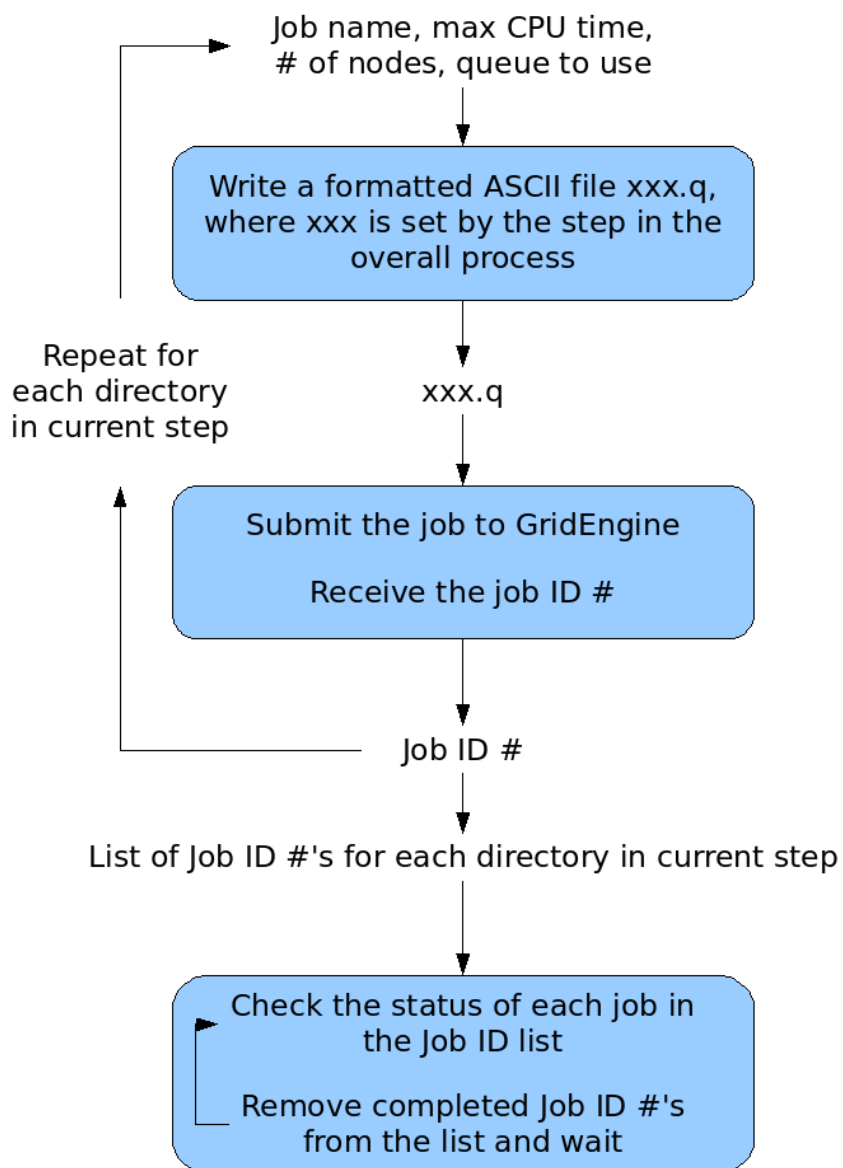 Job name, max CPU time,
# of nodes, queue to use
Write a formatted ASCII file xxx.q,
where xxx is set by the step in the
overall process
Repeat for
each directory
in current step
xxx.q
Submit the job to GridEngine
Receive the job ID #
Job ID #
List of Job ID #'s for each directory in current step
Check the status of each job in
the Job ID list
Remove completed Job ID #'s
from the list and wait